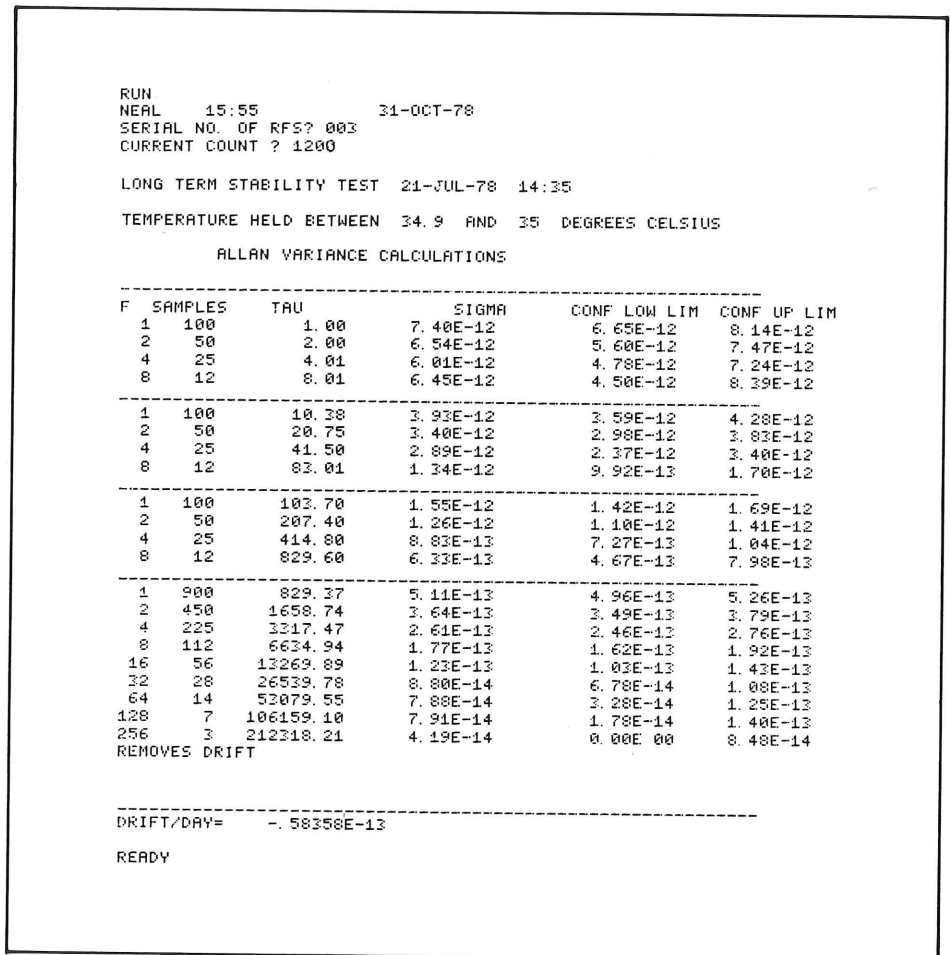 RUN
NEAL 15:55 31-OCT-78
SERIAL NO. OF RFS? 003
CURRENT COUNT ? 1200
LONG TERM STABILITY TEST 21-JUL-78 14:35
TEMPERATURE HELD BETWEEN 34.9 AND 35 DEGREES CELSIUS
ALLAN VARIANCE CALCULATIONS
F SAMPLES TAU SIGMA CONF LOW LIM CONF UP LIM
1 100 1.00 7.40E-12 6.65E-12 8.14E-12
2 50 2.00 6.54E-12 5.60E-12 7.47E-12
4 25 4.01 6.01E-12 4.78E-12 7.24E-12
8 12 8.01 6.45E-12 4.50E-12 8.39E-12
1 100 10.38 3.93E-12 3.59E-12 4.28E-12
2 50 20.75 3.40E-12 2.98E-12 3.83E-12
4 25 41.50 2.89E-12 2.37E-12 3.40E-12
8 12 83.01 1.34E-12 9.92E-13 1.70E-12
1 100 103.70 1.55E-12 1.42E-12 1.69E-12
2 50 207.40 1.26E-12 1.10E-12 1.41E-12
4 25 414.80 8.83E-13 7.27E-13 1.04E-12
8 12 829.60 6.33E-13 4.67E-13 7.98E-13
1 900 829.37 5.11E-13 4.96E-13 5.26E-13
2 450 1658.74 3.64E-13 3.49E-13 3.79E-13
4 225 3317.47 2.61E-13 2.46E-13 2.76E-13
8 112 6634.94 1.77E-13 1.62E-13 1.92E-13
16 56 13269.89 1.23E-13 1.03E-13 1.43E-13
32 28 26539.78 8.80E-14 6.78E-14 1.08E-13
64 14 53079.55 7.88E-14 3.28E-14 1.25E-13
128 7 106159.10 7.91E-14 1.78E-14 1.40E-13
256 3 212318.21 4.19E-14 0.00E 00 8.48E-14
REMOVES DRIFT
DRIFT/DAY= -.58358E-13
READY